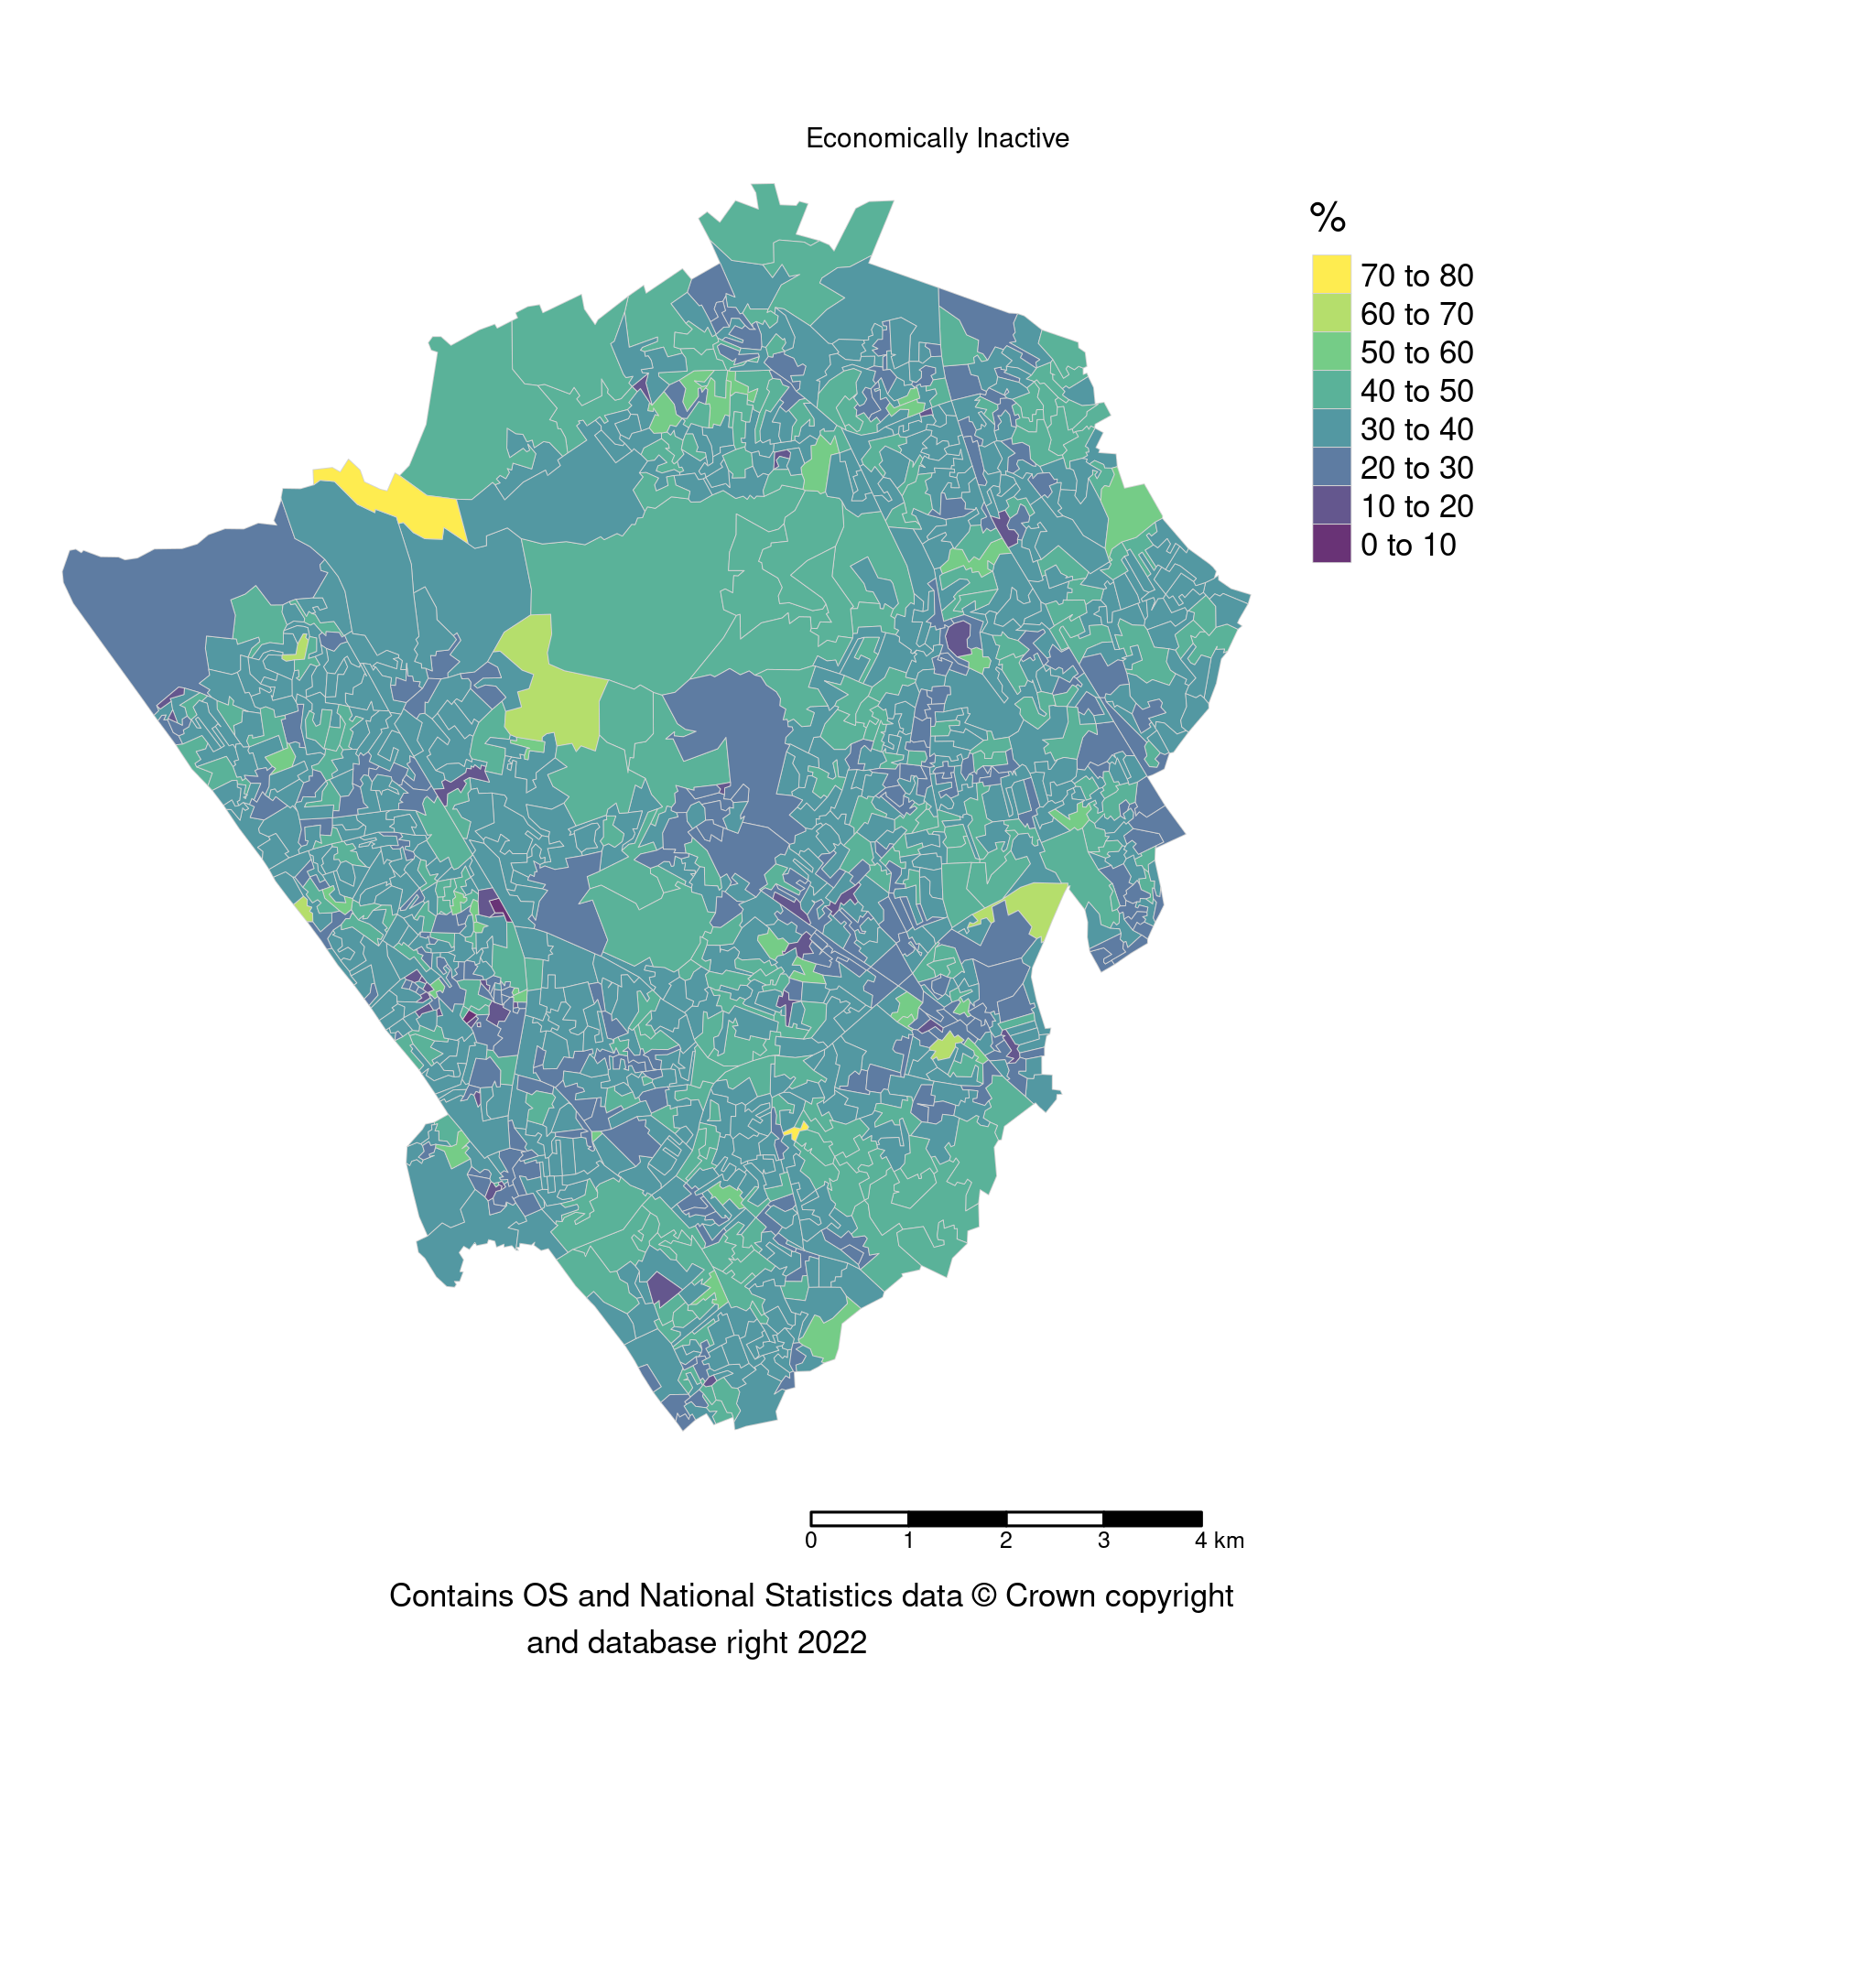 Economically Inactive
%
70 to 80
60 to 70
50 to 60
40 to 50
30 to 40
20 to 30
10 to 20
0 to 10
0 1 2 3 4 km
Contains OS and National Statistics data © Crown copyright
and database right 2022